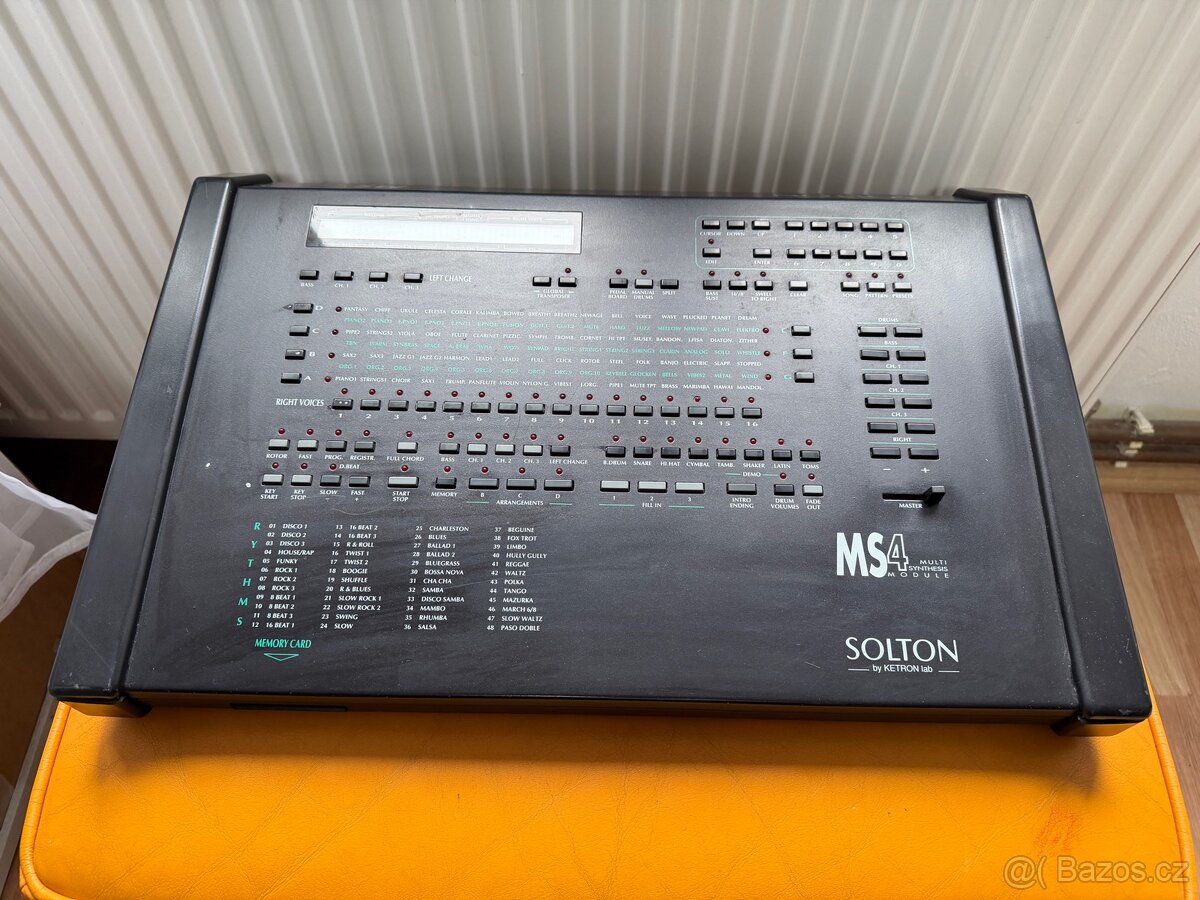 CURSOR DOWN UP
EDIT ENTER
LEFT CHANGE
BASS CH. 1 CH. 2 CH. 3
GLOBAL TRANSPOSER
PEDAL BOARD
MANUAL DRUMS
SPLIT
BASS SUST.
SWELL TO RIGHT
CLEAR
SONG PATTERN PRESETS
DRUMS
BASS
CH. 1
CH. 2
CH. 3
RIGHT
- +
MASTER
D FANTASY CHIFF UKULE CELESTA CORALE KALIMBA BOWED BREATH1 BREATH2 NEWAGE BELL VOICE WAVE PLUCKED PLANET DREAM
C PIPE2 STRINGS2 VIOLA OBOE FLUTE CLARINET PIZZIC. SYMPH. TROMB. CORNET HI TPT MUSET. BANDON. J.FISA DIATON. ZITHER
B SAX2 SAX3 JAZZ G1 JAZZ G2 HARMON. LEAD1 LEAD2 FULL CLICK ROTOR STEEL FOLK BANJO ELECTRIC SLAPP. STOPPED
A PIANO1 STRINGS1 CHOIR SAX1 TRUMP. PANFLUTE VIOLIN NYLON G. VIBES1 J.ORG. PIPE1 MUTE TPT BRASS MARIMBA HAWAI MANDOL.
RIGHT VOICES
1 2 3 4 5 6 7 8 9 10 11 12 13 14 15 16
ROTOR FAST PROG. REGISTR. FULL CHORD BASS CH. 1 CH. 2 CH. 3 LEFT CHANGE B.DRUM SNARE HI HAT CYMBAL TAMB. SHAKER LATIN TOMS
D.BEAT
DEMO
KEY START KEY STOP SLOW - FAST + START STOP MEMORY B C D 1 2 3 INTRO ENDING DRUM VOLUMES FADE OUT
ARRANGEMENTS
FILL IN
RYTHMS
01 DISCO 1
02 DISCO 2
03 DISCO 3
04 HOUSE/RAP
05 FUNKY
06 ROCK 1
07 ROCK 2
08 ROCK 3
09 8 BEAT 1
10 8 BEAT 2
11 8 BEAT 3
12 16 BEAT 1
13 16 BEAT 2
14 16 BEAT 3
15 R & ROLL
16 TWIST 1
17 TWIST 2
18 BOOGIE
19 SHUFFLE
20 R & BLUES
21 SLOW ROCK 1
22 SLOW ROCK 2
23 SWING
24 SLOW
25 CHARLESTON
26 BLUES
27 BALLAD 1
28 BALLAD 2
29 BLUEGRASS
30 BOSSA NOVA
31 CHA CHA
32 SAMBA
33 DISCO SAMBA
34 MAMBO
35 RHUMBA
36 SALSA
37 BEGUINE
38 FOX TROT
39 LIMBO
40 HULLY GULLY
41 REGGAE
42 WALTZ
43 POLKA
44 TANGO
45 MAZURKA
46 MARCH 6/8
47 SLOW WALTZ
48 PASO DOBLE
MEMORY CARD
MS4 MULTI
SYNTHESIS
MODULE
SOLTON
by KETRON lab
@( Bazos.cz